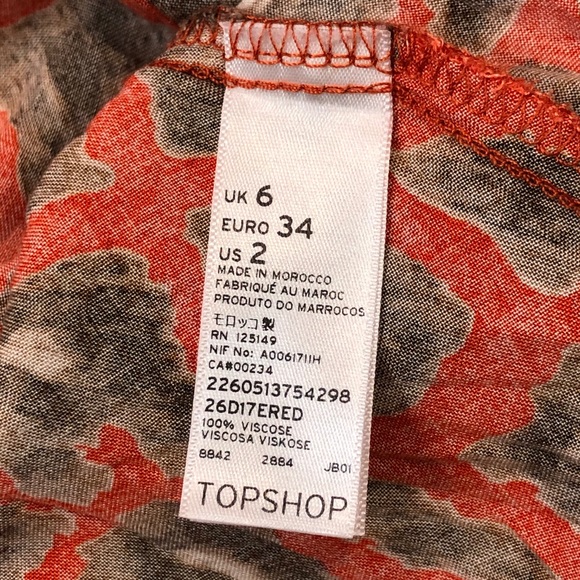 UK 6
EURO 34
US 2
MADE IN MOROCCO
FABRIQUÉ AU MAROC
PRODUTO DO MARROCOS
モロッコ製
RN 125149
NIF No: A0061711H
CA#00234
2260513754298
26D17ERED
100% VISCOSE
VISCOSA VISKOSE
8842 2884 JB01
TOPSHOP